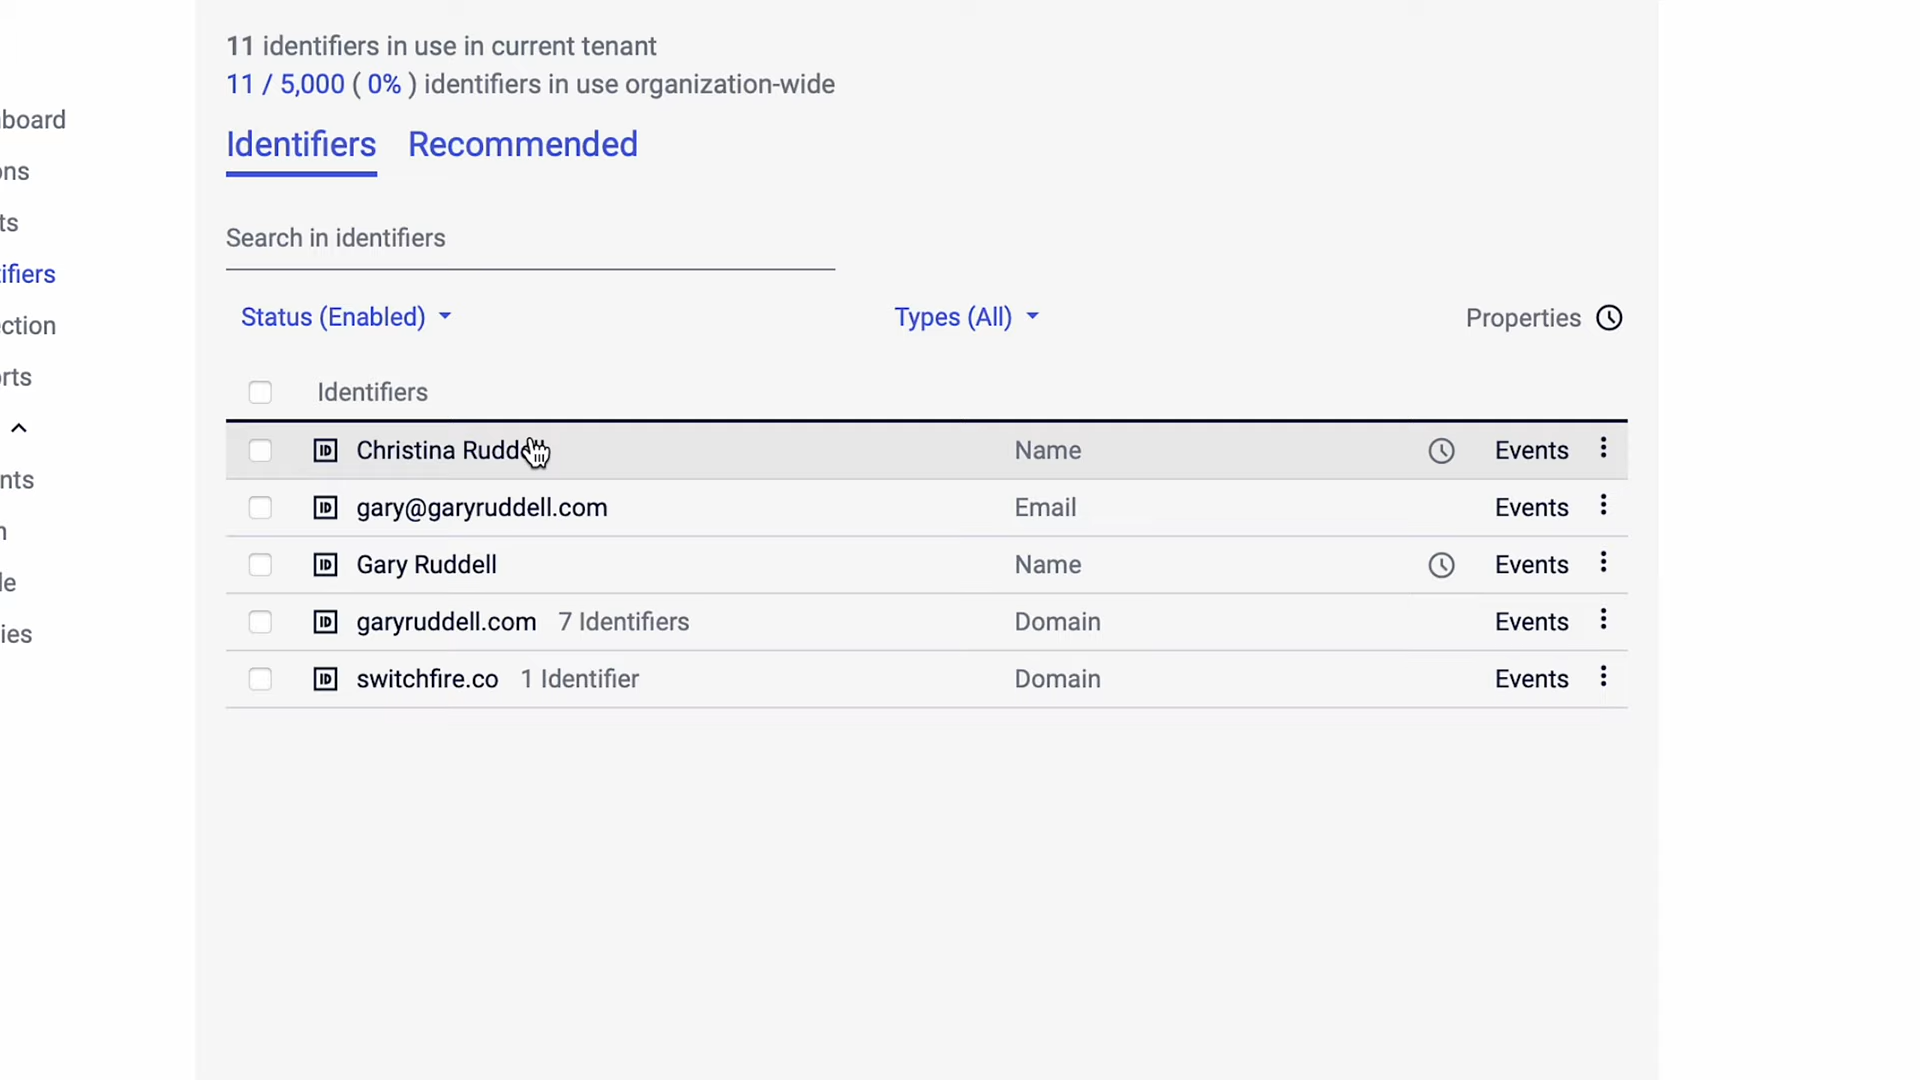 11 identifiers in use in current tenant
11 / 5,000 ( 0% ) identifiers in use organization-wide
Identifiers Recommended
Search in identifiers
Status (Enabled) Types (All) Properties
Identifiers
Christina Rudd Name Events
gary@garyruddell.com Email Events
Gary Ruddell Name Events
garyruddell.com 7 Identifiers Domain Events
switchfire.co 1 Identifier Domain Events
board
ons
ts
ifiers
ction
rts
nts
n
le
ies